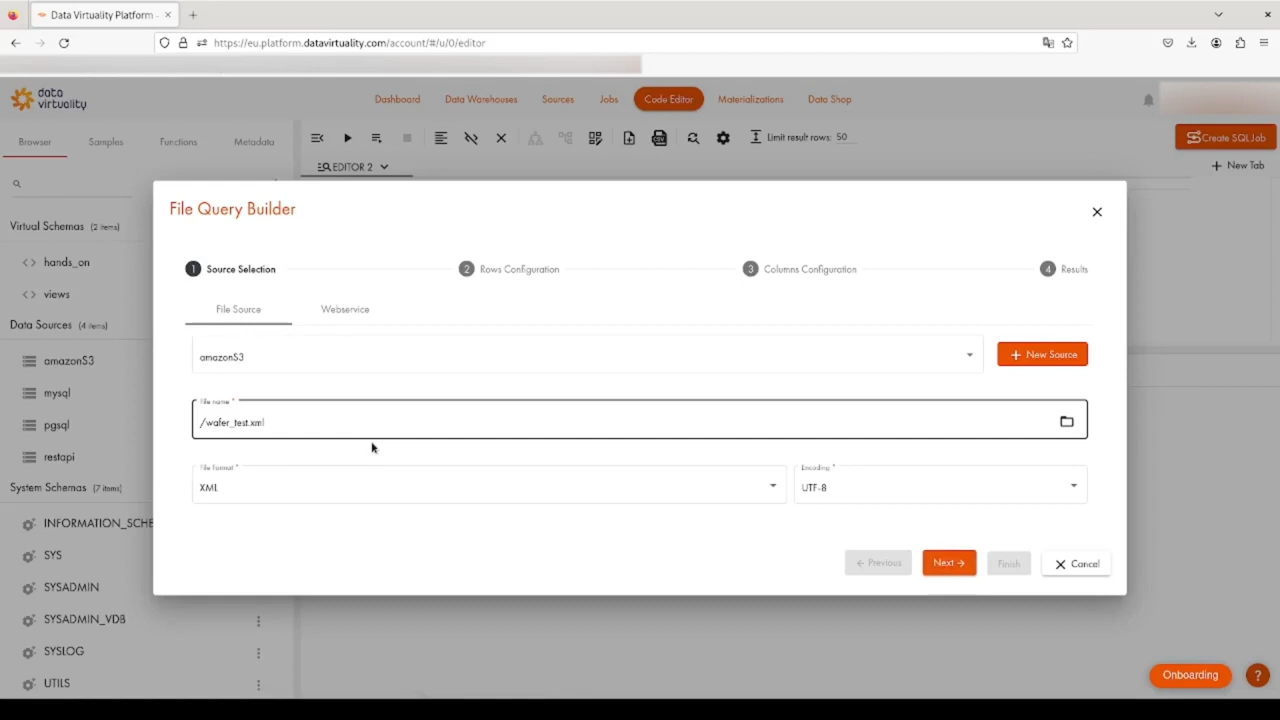 Data Virtuality Platform -
https://eu.platform.datavirtuality.com/account/#/u/0/editor
data virtuality
Dashboard
Data Warehouses
Sources
Jobs
Code Editor
Materializations
Data Shop
Browser
Samples
Functions
Metadata
Limit result rows: 50
Create SQL Job
EDITOR 2
New Tab
File Query Builder
1 Source Selection
2 Rows Configuration
3 Columns Configuration
4 Results
File Source
Webservice
amazonS3
New Source
File name *
/wafer_test.xml
File Format *
XML
Encoding *
UTF-8
Previous
Next
Finish
Cancel
Virtual Schemas (2 items)
hands_on
views
Data Sources (4 items)
amazonS3
mysql
pgsql
restapi
System Schemas (7 items)
INFORMATION_SCHE
SYS
SYSADMIN
SYSADMIN_VDB
SYSLOG
UTILS
Onboarding
?